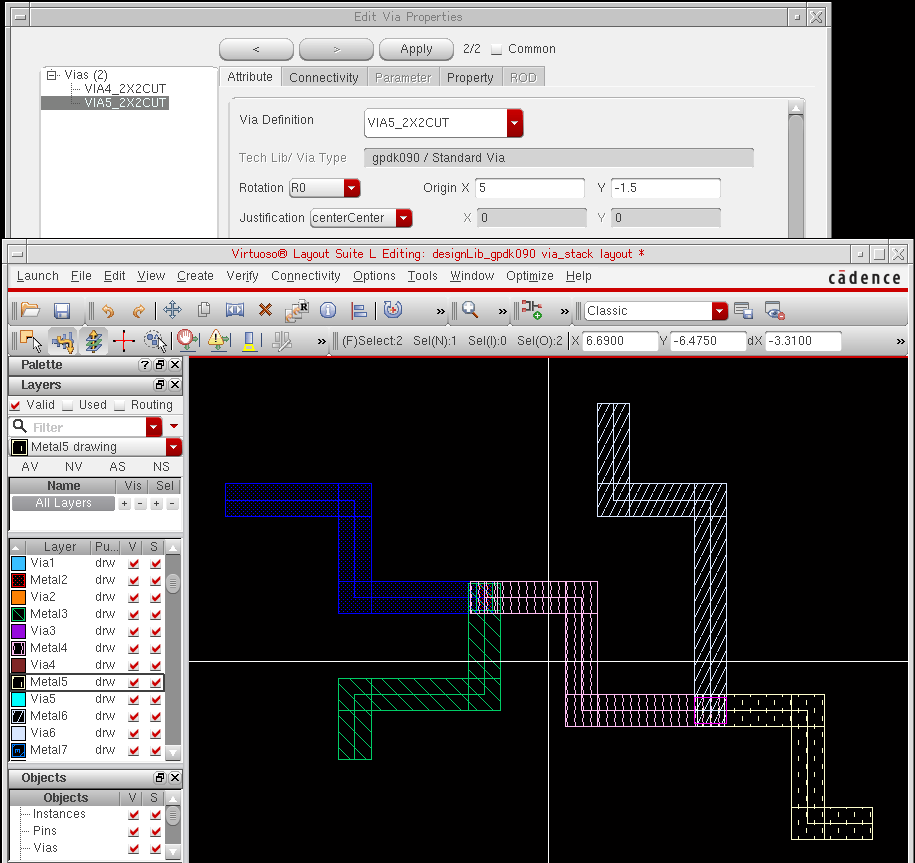 Edit Via Properties
< > Apply 2/2 Common
Vias (2)
VIA4_2X2CUT
VIA5_2X2CUT
Attribute Connectivity Parameter Property ROD
Via Definition VIA5_2X2CUT
Tech Lib/ Via Type gpdk090 / Standard Via
Rotation R0 Origin X 5 Y -1.5
Justification centerCenter X 0 Y 0
Virtuoso® Layout Suite L Editing: designLib_gpdk090 via_stack layout *
Launch File Edit View Create Verify Connectivity Options Tools Window Optimize Help cādence
» » » Classic
» (F)Select:2 Sel(N):1 Sel(I):0 Sel(O):2 X 6.6900 Y -6.4750 dX -3.3100 »
Palette
Layers
Valid Used Routing
Filter
Metal5 drawing
AV NV AS NS
Name Vis Sel
All Layers + - + -
Layer Pu... V S
Via1 drw
Metal2 drw
Via2 drw
Metal3 drw
Via3 drw
Metal4 drw
Via4 drw
Metal5 drw
Via5 drw
Metal6 drw
Via6 drw
Metal7 drw
Objects
Objects V S
Instances
Pins
Vias